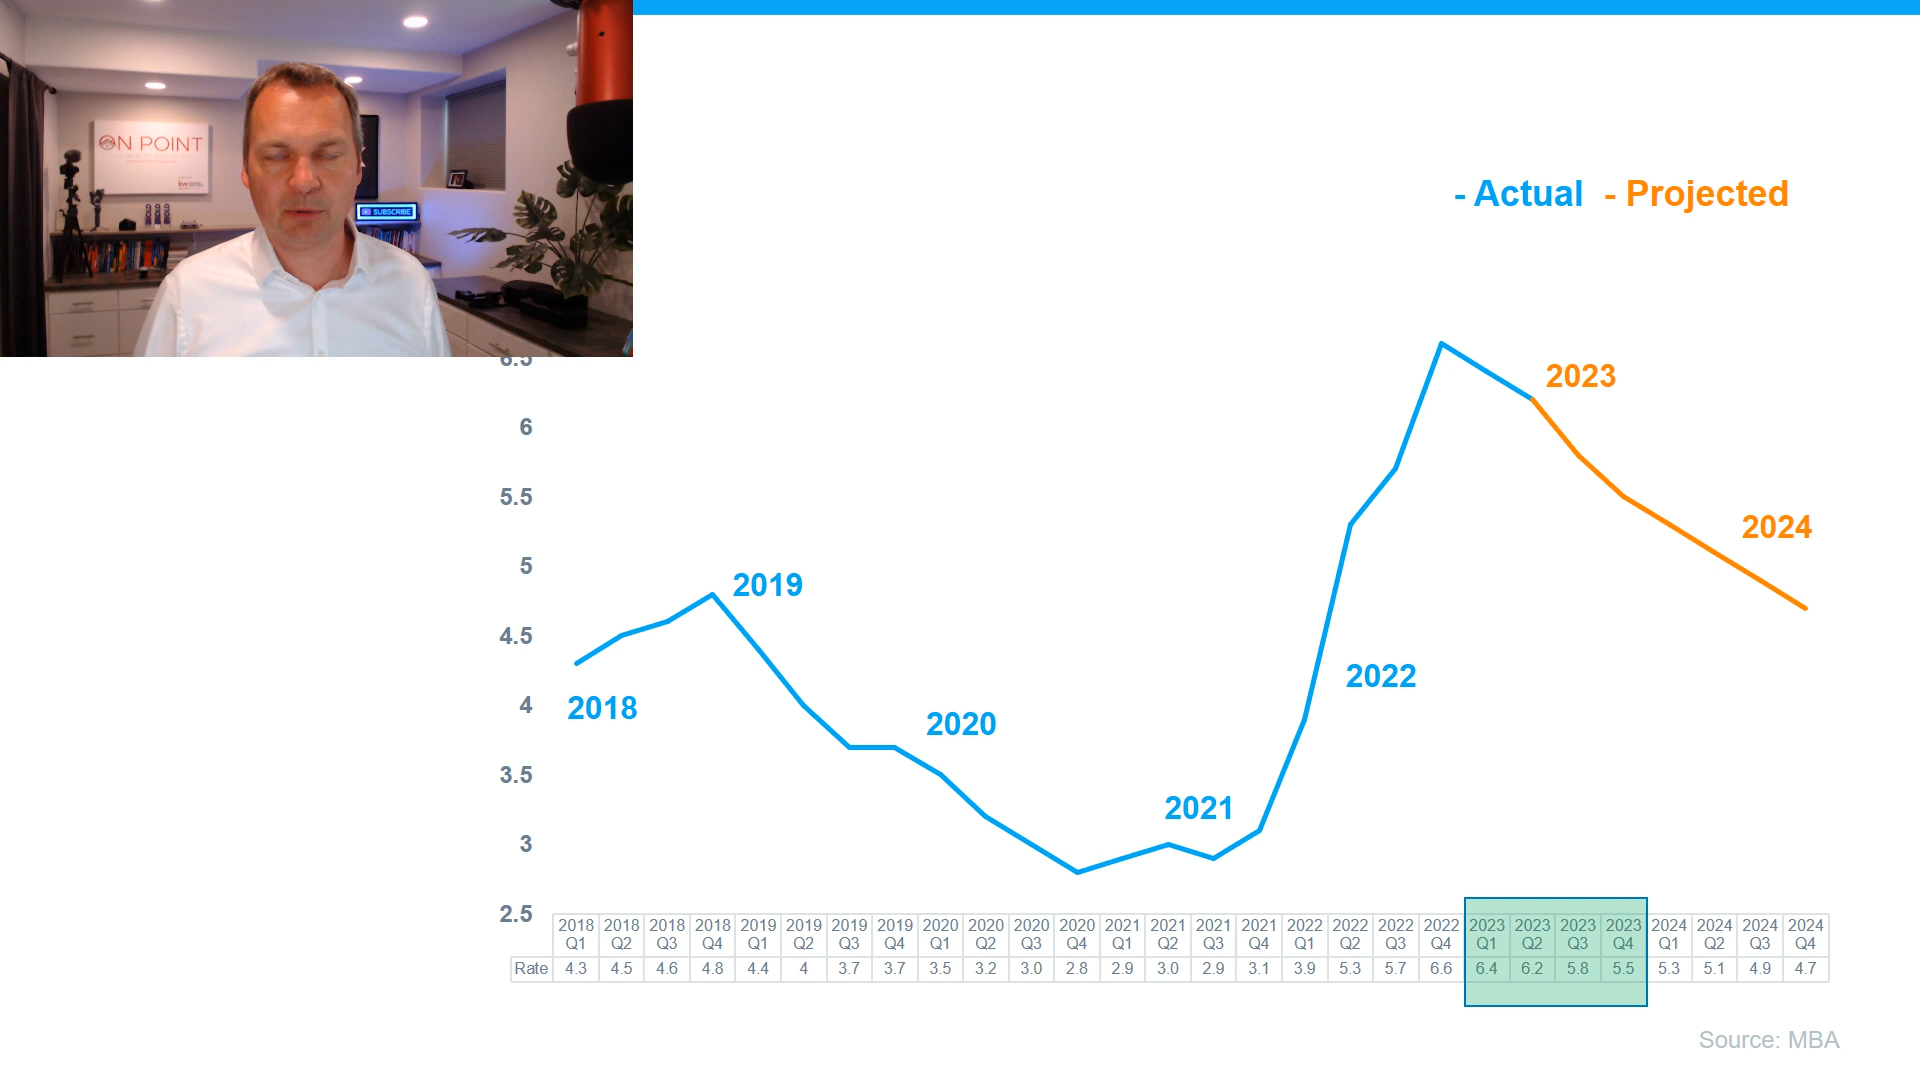 ON POINT
kw
SUBSCRIBE
- Actual - Projected
6.5
6
5.5
5
4.5
4
3.5
3
2.5
2018
2019
2020
2021
2022
2023
2024
2018 Q1 2018 Q2 2018 Q3 2018 Q4 2019 Q1 2019 Q2 2019 Q3 2019 Q4 2020 Q1 2020 Q2 2020 Q3 2020 Q4 2021 Q1 2021 Q2 2021 Q3 2021 Q4 2022 Q1 2022 Q2 2022 Q3 2022 Q4 2023 Q1 2023 Q2 2023 Q3 2023 Q4 2024 Q1 2024 Q2 2024 Q3 2024 Q4
Rate 4.3 4.5 4.6 4.8 4.4 4 3.7 3.7 3.5 3.2 3.0 2.8 2.9 3.0 2.9 3.1 3.9 5.3 5.7 6.6 6.4 6.2 5.8 5.5 5.3 5.1 4.9 4.7
Source: MBA